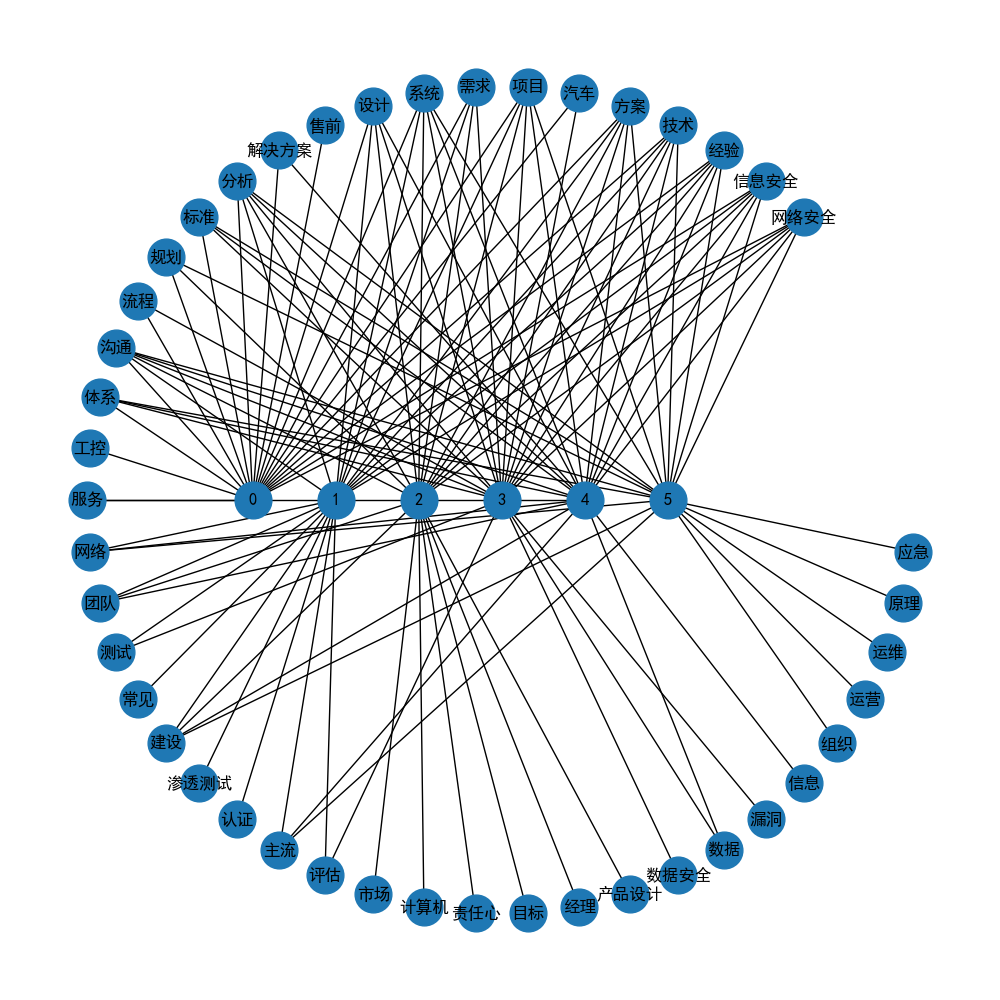 需求
项目
系统
汽车
设计
方案
售前
技术
解决方案
经验
分析
信息安全
标准
网络安全
规划
流程
沟通
体系
工控
服务
0
1
2
3
4
5
网络
应急
团队
原理
测试
运维
常见
运营
建设
组织
渗透测试
信息
认证
漏洞
主流
数据
评估
数据安全
市场
产品设计
计算机
经理
责任心
目标